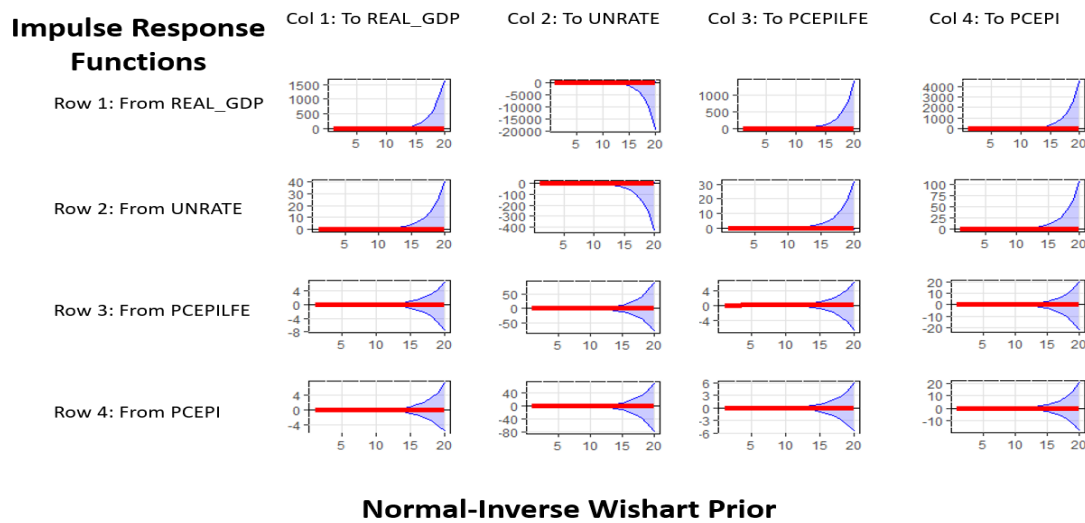 Impulse Response
Functions
Col 1: To REAL_GDP
Col 2: To UNRATE
Col 3: To PCEPILFE
Col 4: To PCEPI
Row 1: From REAL_GDP
1500
1000
500
0
5 10 15 20
0
-5000
-10000
-15000
-20000
5 10 15 20
1000
500
0
5 10 15 20
4000
3000
2000
1000
0
5 10 15 20
Row 2: From UNRATE
40
30
20
10
0
5 10 15 20
0
-100
-200
-300
-400
5 10 15 20
30
20
10
0
5 10 15 20
100
75
50
25
0
5 10 15 20
Row 3: From PCEPILFE
4
0
-4
-8
5 10 15 20
50
0
-50
5 10 15 20
4
0
-4
5 10 15 20
20
10
0
-10
-20
5 10 15 20
Row 4: From PCEPI
4
0
-4
5 10 15 20
40
0
-40
-80
5 10 15 20
6
3
0
-3
-6
5 10 15 20
20
10
0
-10
5 10 15 20
Normal-Inverse Wishart Prior